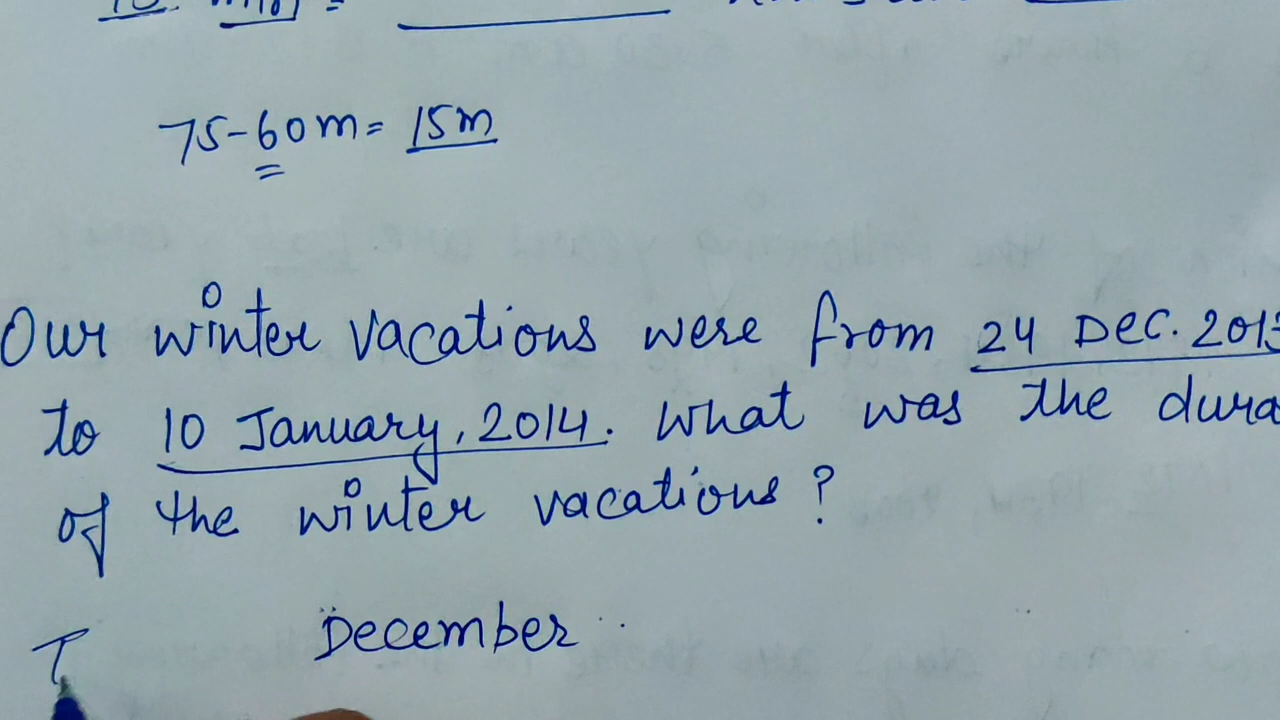 75-60m= 15m
Our winter vacations were from 24 Dec. 2013
to 10 January, 2014. What was the dura
of the winter vacations?
December
T